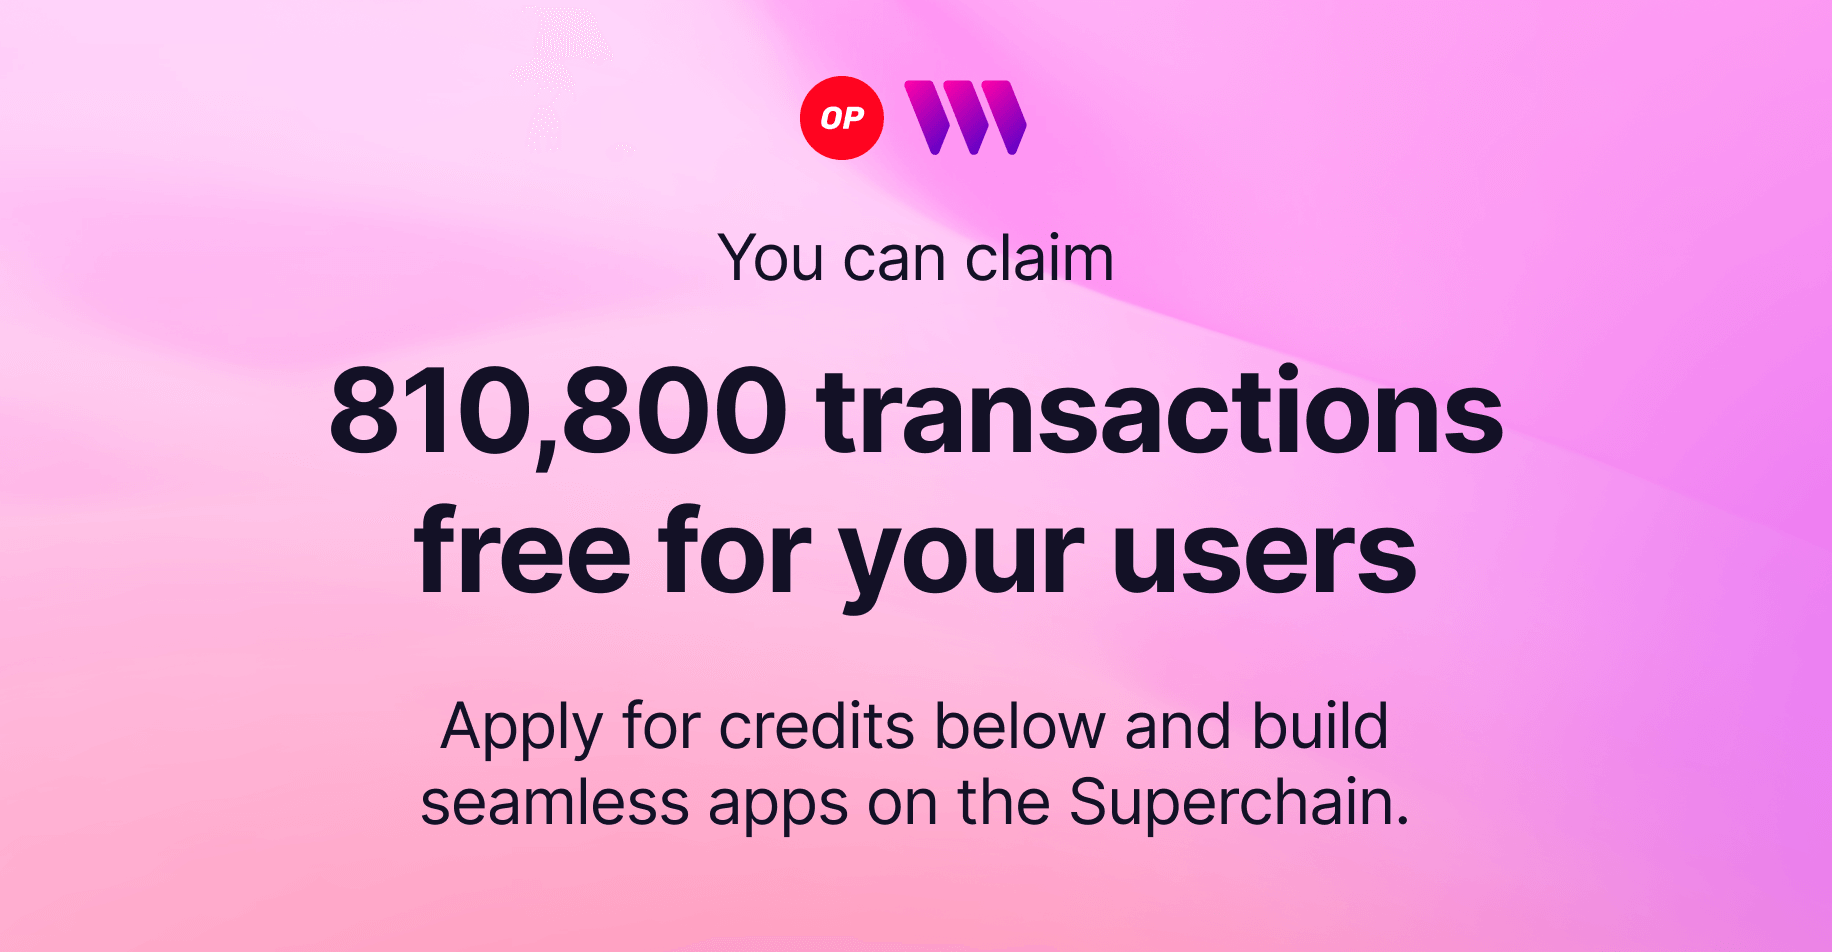 OP
You can claim
810,800 transactions
free for your users
Apply for credits below and build
seamless apps on the Superchain.